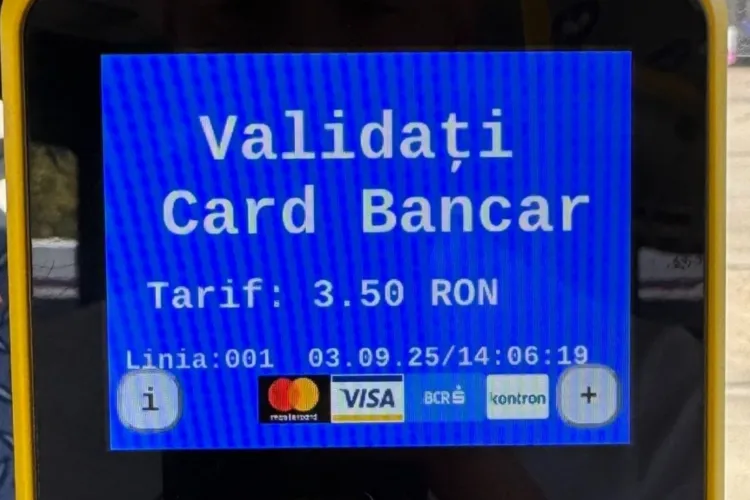 Validați
Card Bancar
Tarif: 3.50 RON
Linia:001 03.09.25/14:06:19
i mastercard VISA BCR kontron +